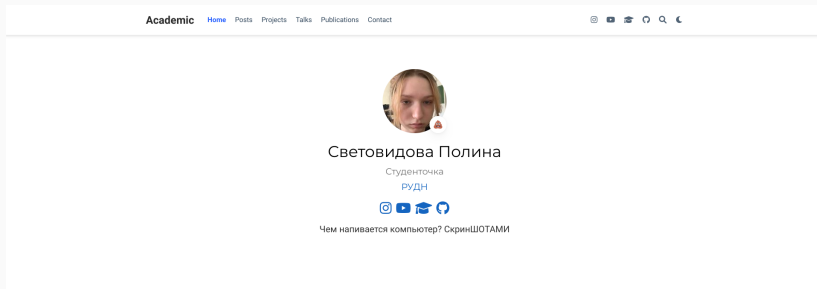 Academic Home Posts Projects Talks Publications Contact
Световидова Полина
Студенточка
РУДН
Чем напивается компьютер? СкринШОТАМИ